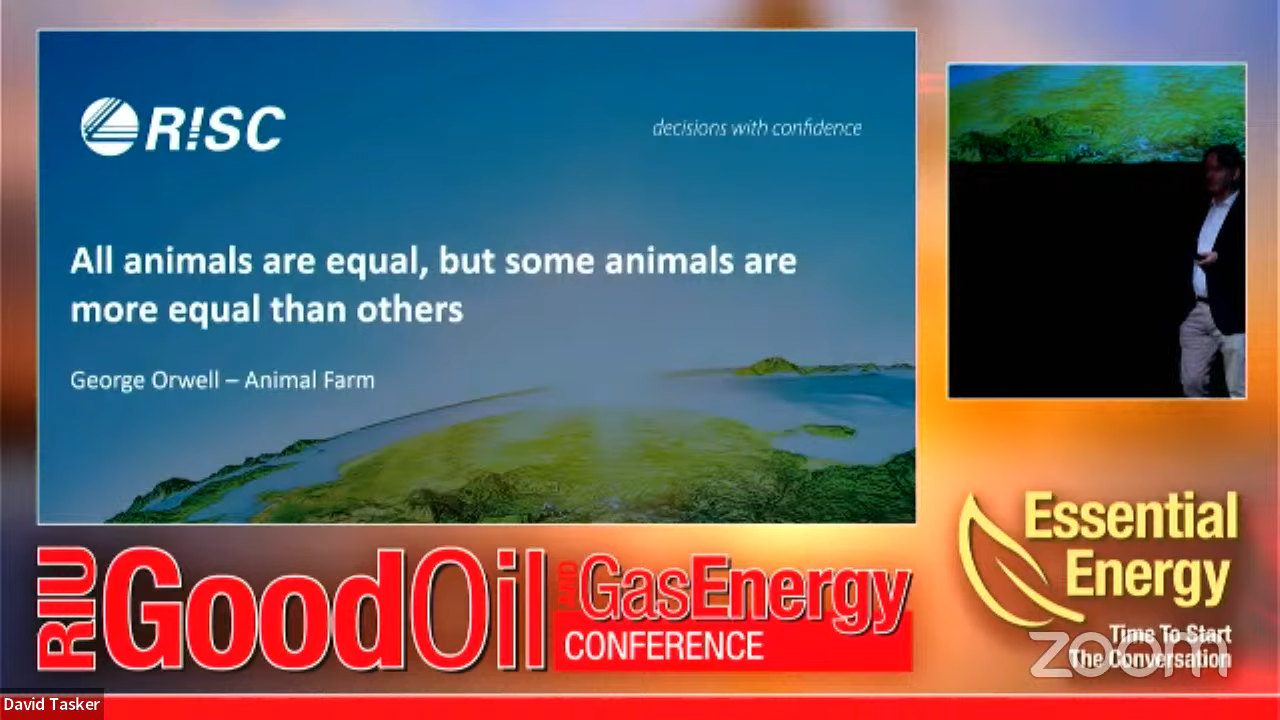 R!SC
decisions with confidence
All animals are equal, but some animals are
more equal than others
George Orwell – Animal Farm
RIU
GoodOil
AND
GasEnergy
CONFERENCE
Essential
Energy
Time To Start
The Conversation
zoom
David Tasker